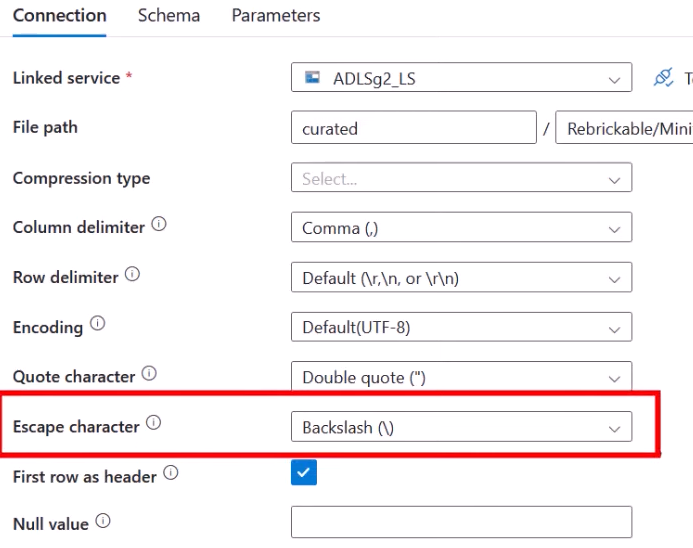 Connection Schema Parameters
Linked service * ADLSg2_LS
File path curated / Rebrickable/Mini
Compression type Select...
Column delimiter Comma (,)
Row delimiter Default (\r,\n, or \r\n)
Encoding Default(UTF-8)
Quote character Double quote (")
Escape character Backslash (\)
First row as header
Null value